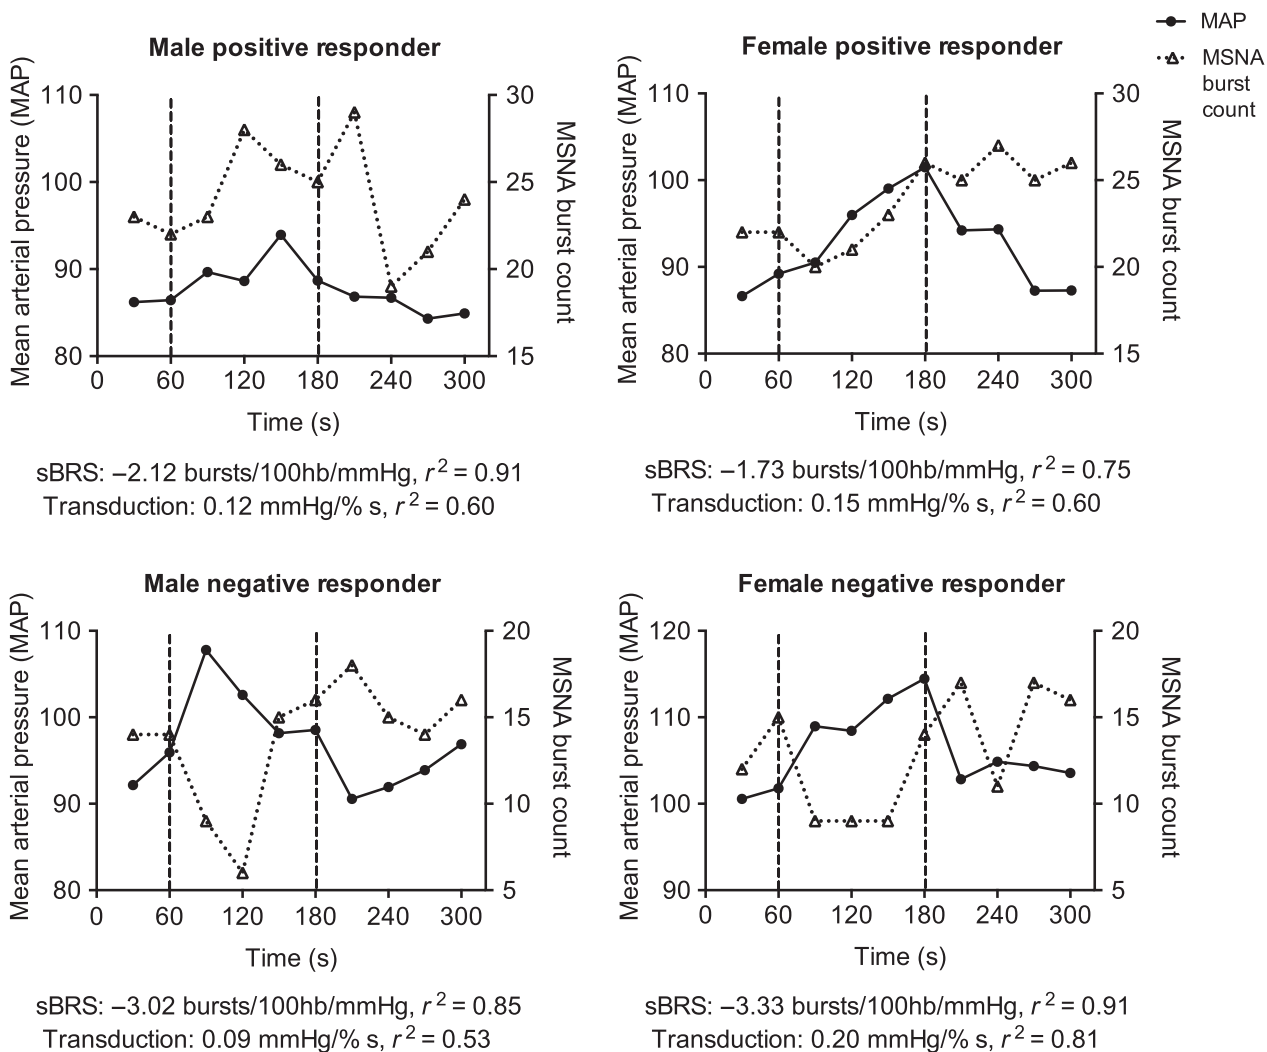 MAP
MSNA
burst
count
Male positive responder
Mean arterial pressure (MAP)
110
100
90
80
30
25
20
15
MSNA burst count
0 60 120 180 240 300
Time (s)
sBRS: –2.12 bursts/100hb/mmHg, r² = 0.91
Transduction: 0.12 mmHg/% s, r² = 0.60
Female positive responder
Mean arterial pressure (MAP)
110
100
90
80
30
25
20
15
MSNA burst count
0 60 120 180 240 300
Time (s)
sBRS: –1.73 bursts/100hb/mmHg, r² = 0.75
Transduction: 0.15 mmHg/% s, r² = 0.60
Male negative responder
Mean arterial pressure (MAP)
110
100
90
80
20
15
10
5
MSNA burst count
0 60 120 180 240 300
Time (s)
sBRS: –3.02 bursts/100hb/mmHg, r² = 0.85
Transduction: 0.09 mmHg/% s, r² = 0.53
Female negative responder
Mean arterial pressure (MAP)
120
110
100
90
20
15
10
5
MSNA burst count
0 60 120 180 240 300
Time (s)
sBRS: –3.33 bursts/100hb/mmHg, r² = 0.91
Transduction: 0.20 mmHg/% s, r² = 0.81